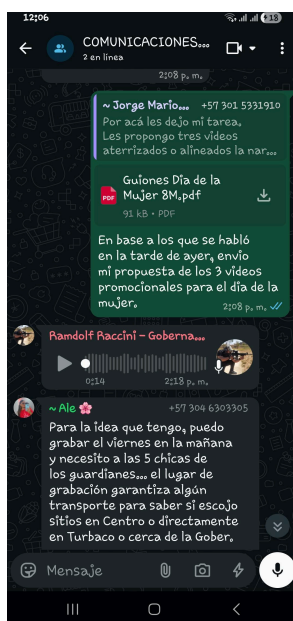 12:06
13
COMUNICACIONES...
2 en línea
2:08 p. m.
~ Jorge Mario... +57 301 5331910
Por acá les dejo mi tarea.
Les propongo tres videos
aterrizados o alineados la nar...
Guiones Dia de la
Mujer 8M.pdf
PDF
91 kB • PDF
En base a los que se habló
en la tarde de ayer, envio
mi propuesta de los 3 videos
promocionales para el dia de la
mujer.
2:08 p. m.
Ramdolf Raccini - Goberna...
0:14
2:18 p. m.
~ Ale 🌸 +57 304 6303305
Para la idea que tengo, puedo
grabar el viernes en la mañana
y necesito a las 5 chicas de
los guardianes... el lugar de
grabación garantiza algún
transporte para saber si escojo
sitios en Centro o directamente
en Turbaco o cerca de la Gober.
Mensaje